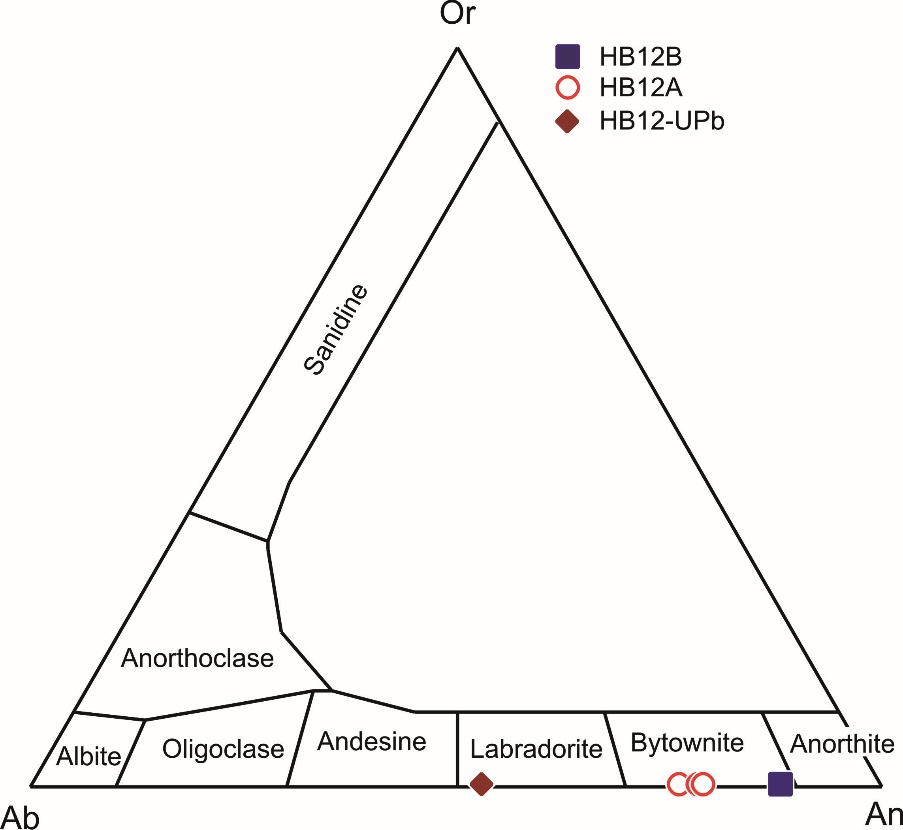 Or
HB12B
HB12A
HB12-UPb
Sanidine
Anorthoclase
Albite
Oligoclase
Andesine
Labradorite
Bytownite
Anorthite
Ab
An